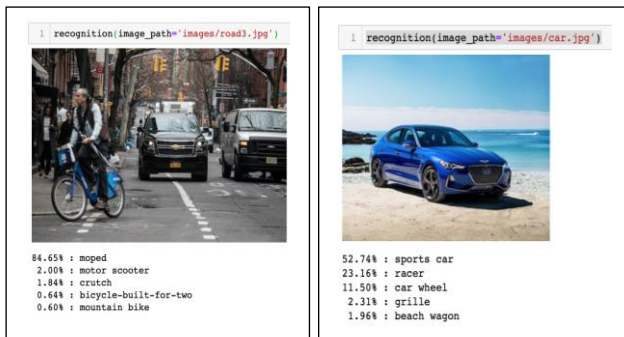 1 recognition(image_path='images/road3.jpg')
84.65% : moped
2.00% : motor scooter
1.84% : crutch
0.64% : bicycle-built-for-two
0.60% : mountain bike
1 recognition(image_path='images/car.jpg')
52.74% : sports car
23.16% : racer
11.50% : car wheel
2.31% : grille
1.96% : beach wagon